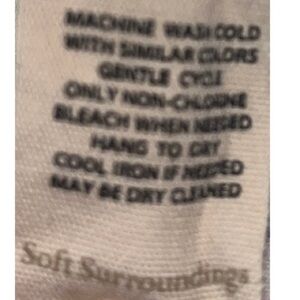 MACHINE WASH COLD
WITH SIMILAR COLORS
GENTLE CYCLE
ONLY NON-CHLORINE
BLEACH WHEN NEEDED
HANG TO DRY
COOL IRON IF NEEDED
MAY BE DRY CLEANED
Soft Surroundings